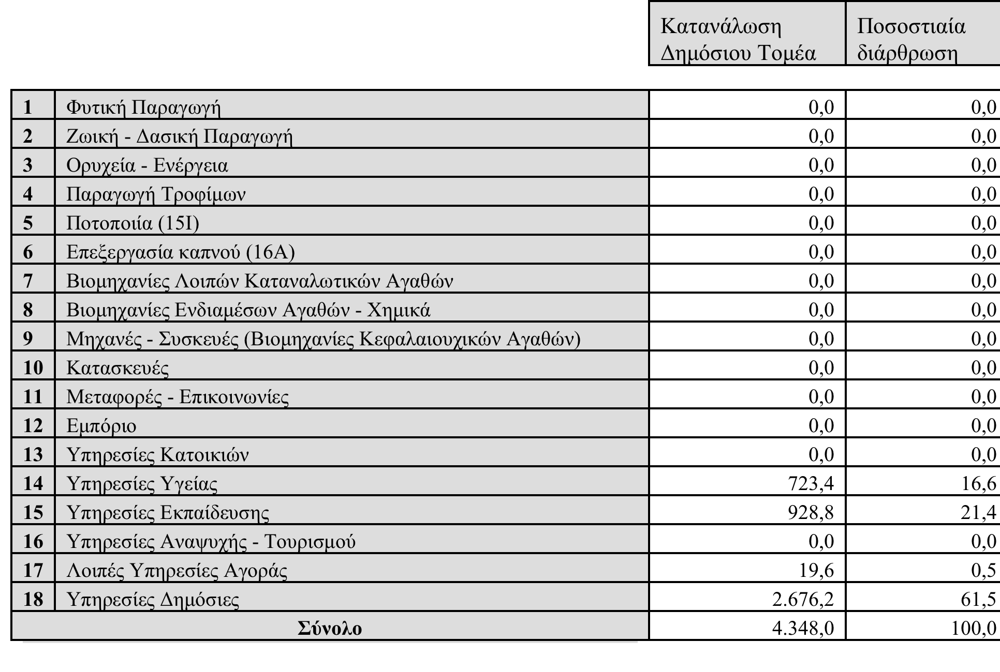 Κατανάλωση Ποσοστιαία
Δημόσιου Τομέα διάρθρωση
1 Φυτική Παραγωγή 0,0 0,0
2 Ζωική - Δασική Παραγωγή 0,0 0,0
3 Ορυχεία - Ενέργεια 0,0 0,0
4 Παραγωγή Τροφίμων 0,0 0,0
5 Ποτοποιία (15Ι) 0,0 0,0
6 Επεξεργασία καπνού (16Α) 0,0 0,0
7 Βιομηχανίες Λοιπών Καταναλωτικών Αγαθών 0,0 0,0
8 Βιομηχανίες Ενδιαμέσων Αγαθών - Χημικά 0,0 0,0
9 Μηχανές - Συσκευές (Βιομηχανίες Κεφαλαιουχικών Αγαθών) 0,0 0,0
10 Κατασκευές 0,0 0,0
11 Μεταφορές - Επικοινωνίες 0,0 0,0
12 Εμπόριο 0,0 0,0
13 Υπηρεσίες Κατοικιών 0,0 0,0
14 Υπηρεσίες Υγείας 723,4 16,6
15 Υπηρεσίες Εκπαίδευσης 928,8 21,4
16 Υπηρεσίες Αναψυχής - Τουρισμού 0,0 0,0
17 Λοιπές Υπηρεσίες Αγοράς 19,6 0,5
18 Υπηρεσίες Δημόσιες 2.676,2 61,5
Σύνολο 4.348,0 100,0